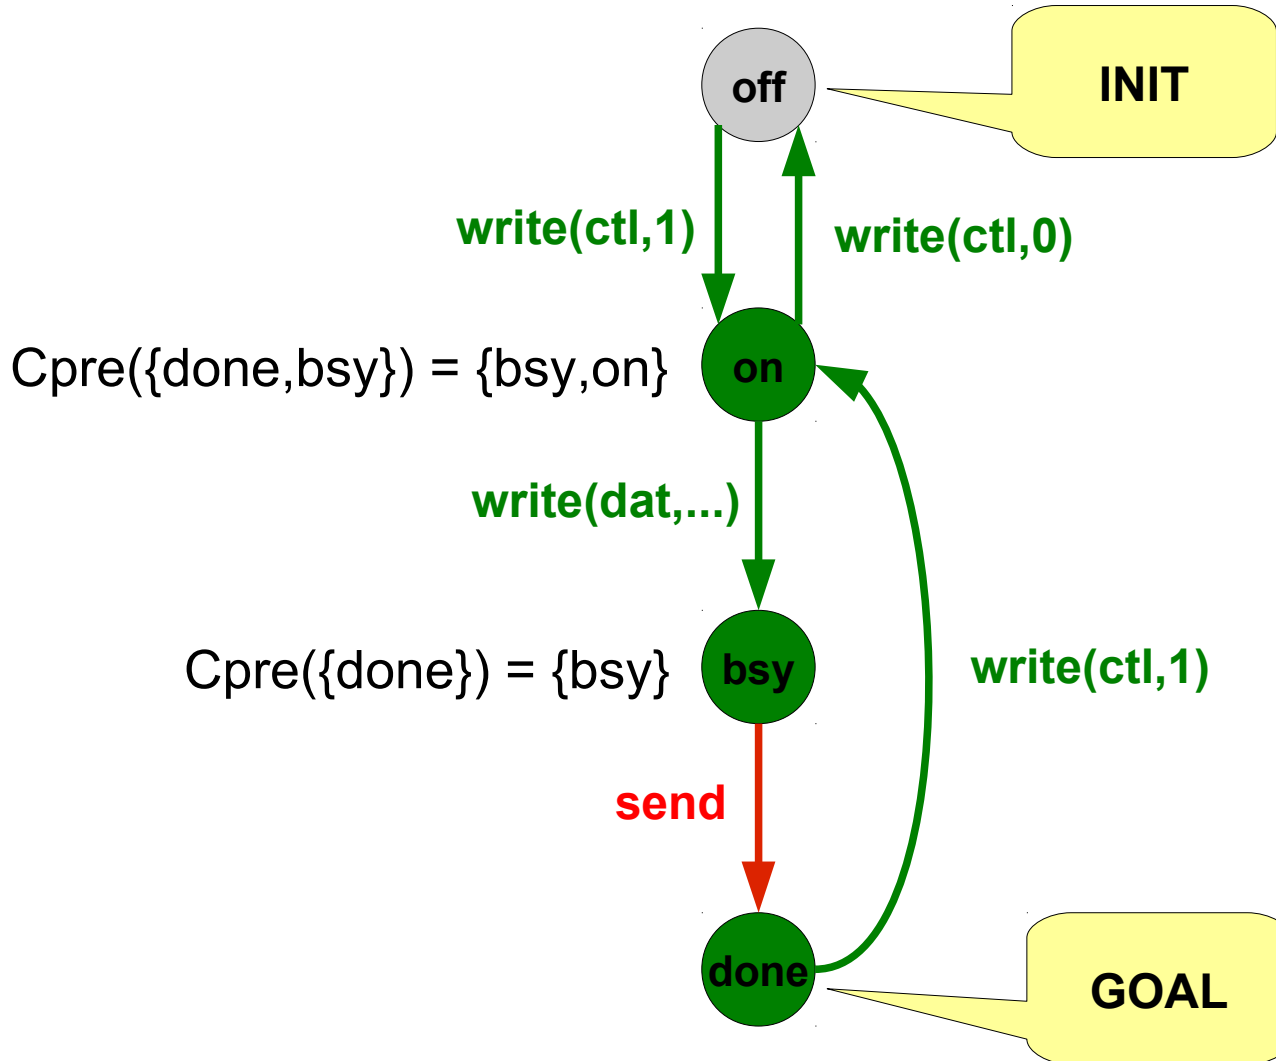 off
INIT
write(ctl,1)
write(ctl,0)
Cpre({done,bsy}) = {bsy,on}
on
write(dat,...)
Cpre({done}) = {bsy}
bsy
write(ctl,1)
send
done
GOAL